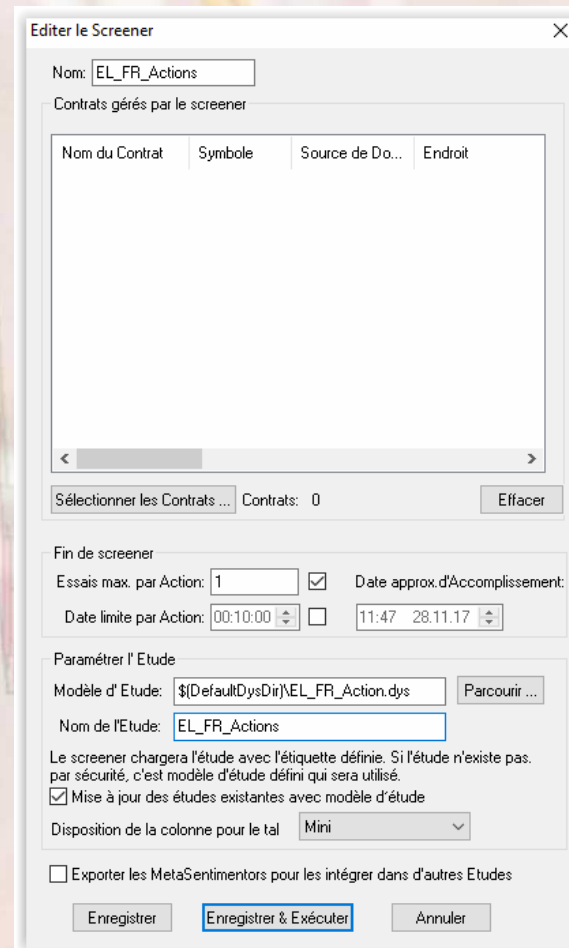 Editer le Screener
Nom: EL_FR_Actions
Contrats gérés par le screener
Nom du Contrat Symbole Source de Do... Endroit
Sélectionner les Contrats ... Contrats: 0 Effacer
Fin de screener
Essais max. par Action: 1 Date approx.d'Accomplissement:
Date limite par Action: 00:10:00 11:47 28.11.17
Paramétrer l' Etude
Modèle d' Etude: $(DefaultDysDir)\EL_FR_Action.dys Parcourir ...
Nom de l'Etude: EL_FR_Actions
Le screener chargera l'étude avec l'étiquette définie. Si l'étude n'existe pas.
par sécurité, c'est modèle d'étude défini qui sera utilisé.
Mise à jour des études existantes avec modèle d'étude
Disposition de la colonne pour le tal Mini
Exporter les MetaSentimentors pour les intégrer dans d'autres Etudes
Enregistrer Enregistrer & Exécuter Annuler